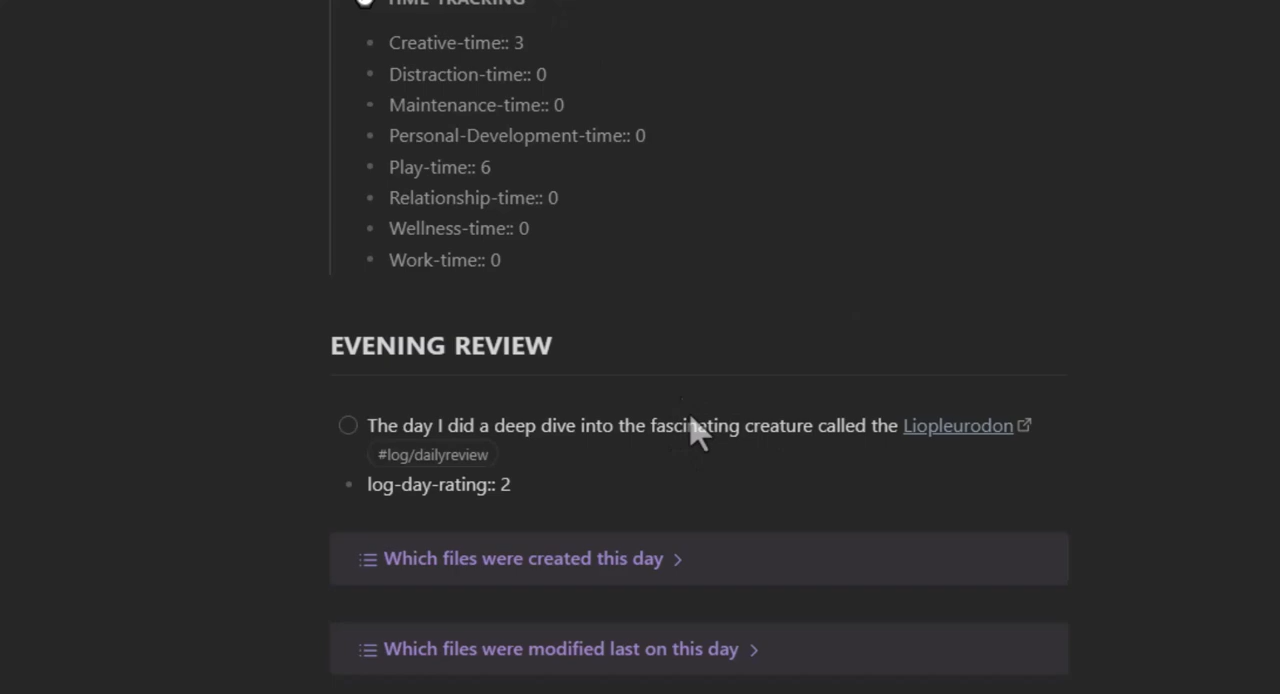 TIME TRACKING
Creative-time:: 3
Distraction-time:: 0
Maintenance-time:: 0
Personal-Development-time:: 0
Play-time:: 6
Relationship-time:: 0
Wellness-time:: 0
Work-time:: 0
EVENING REVIEW
The day I did a deep dive into the fascinating creature called the Liopleurodon
#log/dailyreview
log-day-rating:: 2
Which files were created this day
Which files were modified last on this day